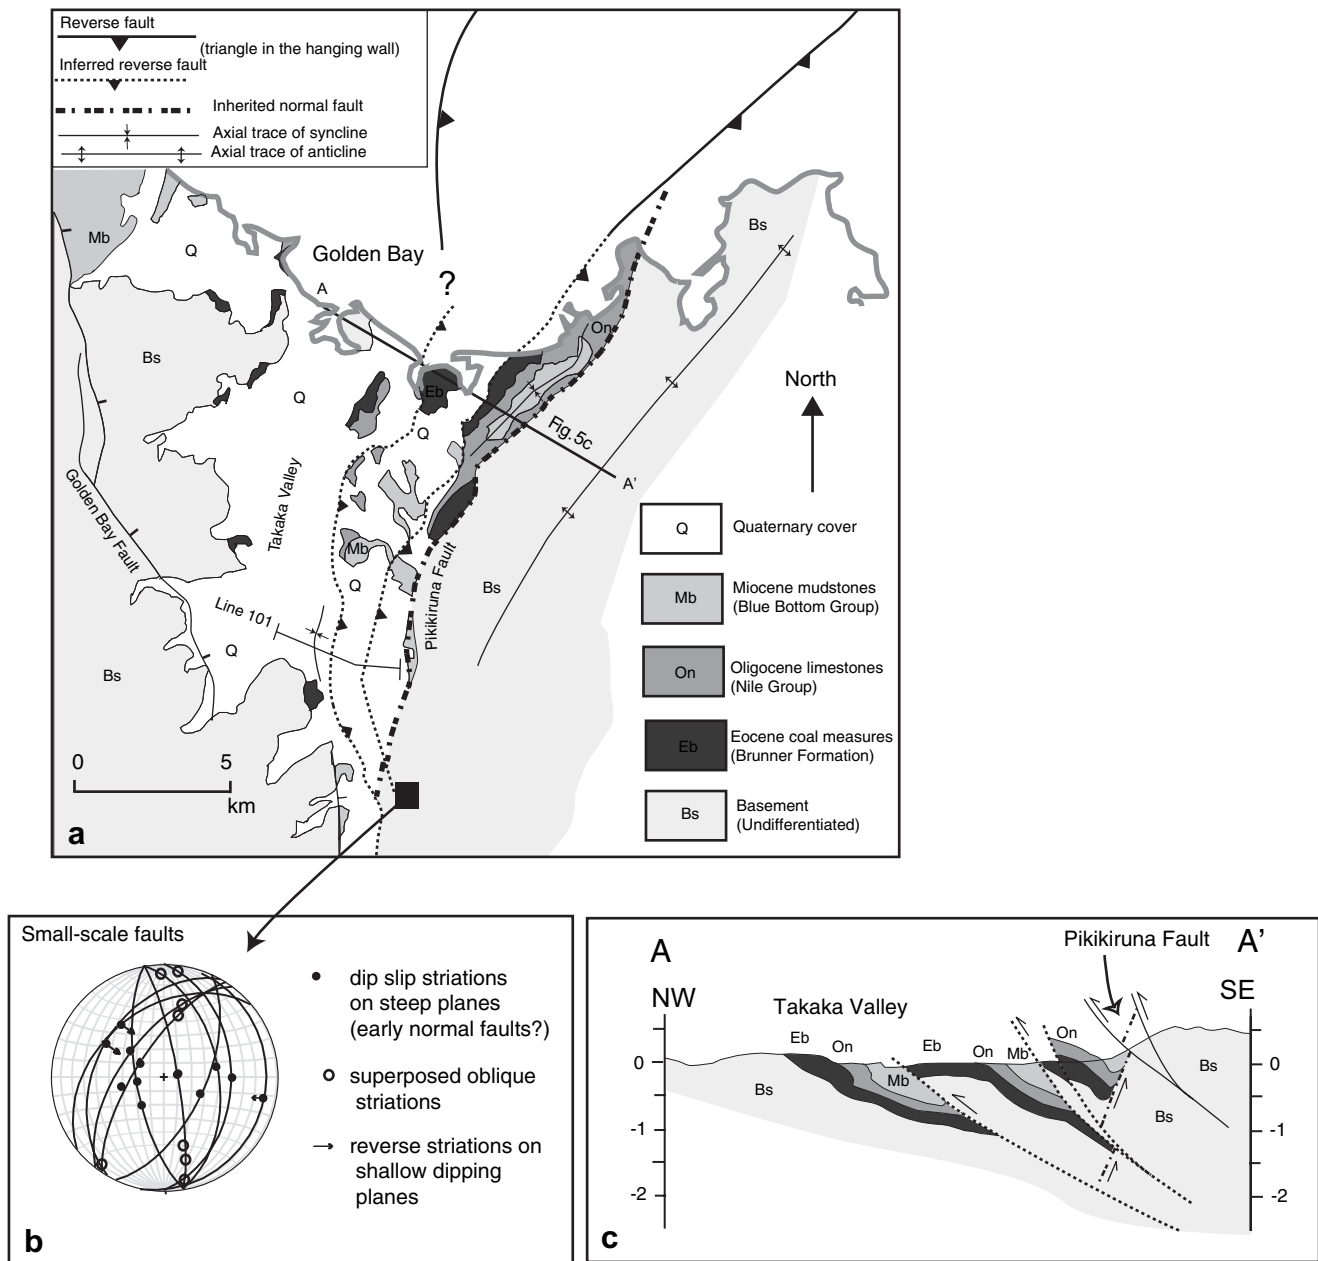 Reverse fault
(triangle in the hanging wall)
Inferred reverse fault
Inherited normal fault
Axial trace of syncline
Axial trace of anticline
Mb
Q
Golden Bay
A
?
Bs
On
Bs
Q
Eb
Q
North
Fig. 5c
A'
Takaka Valley
Golden Bay Fault
Mb
Q
Pikikiruna Fault
Bs
Line 101
Q
Bs
0
5
km
a
Q
Quaternary cover
Mb
Miocene mudstones
(Blue Bottom Group)
On
Oligocene limestones
(Nile Group)
Eb
Eocene coal measures
(Brunner Formation)
Bs
Basement
(Undifferentiated)
Small-scale faults
dip slip striations
on steep planes
(early normal faults?)
superposed oblique
striations
reverse striations on
shallow dipping
planes
b
A
Pikikiruna Fault
A'
NW
SE
Takaka Valley
Eb
On
Eb
On
Mb
On
0
0
Mb
Bs
Bs
Bs
-1
-1
-2
-2
c